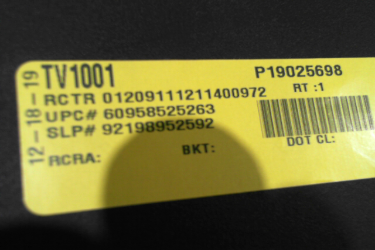 12-18-19
TV1001 P19025698
RCTR 01209111211400972 RT :1
UPC# 60958525263
SLP# 92198952592
RCRA: BKT: DOT CL: